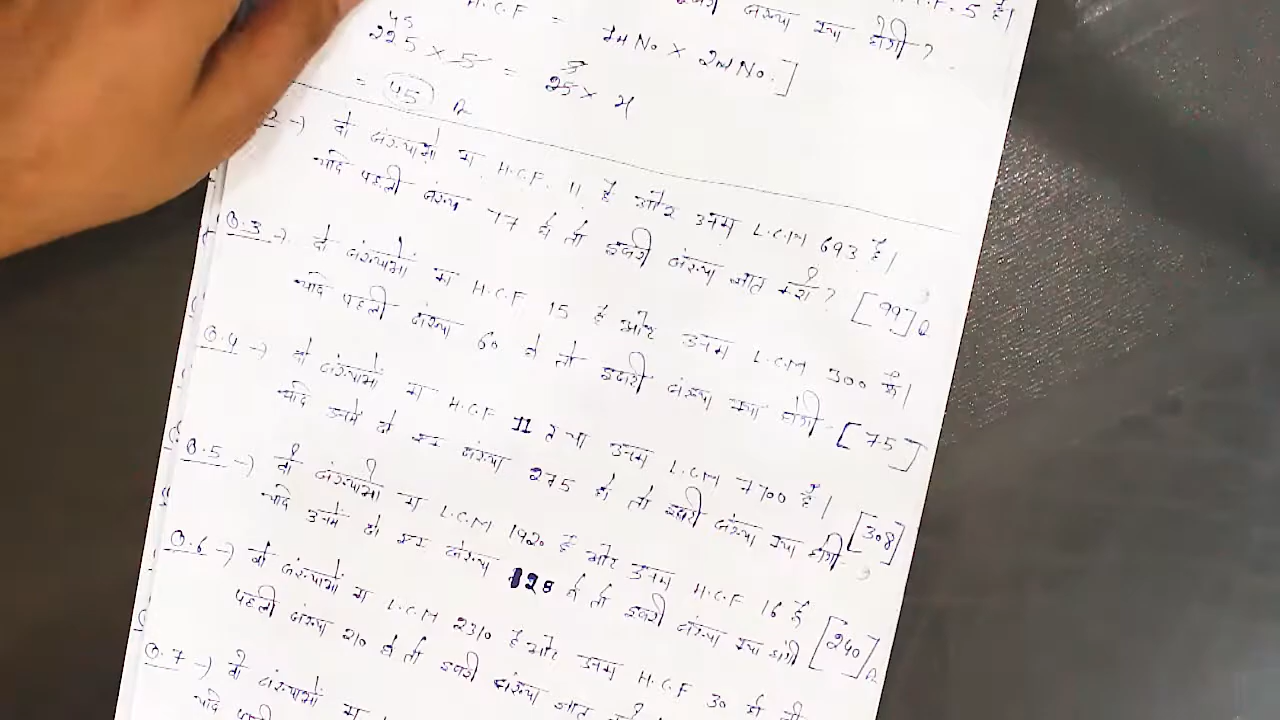 H.C.F. 5 है।
H.C.F = 1st No × 2nd No.] संख्या क्या होगी ?
45
225 × 5 = 25 × x
= 45
2 → दो संख्याओं का H.C.F. 11 है और उनका L.C.M 693 है।
यदि पहली संख्या 77 हो तो दूसरी संख्या ज्ञात करो ? [99]
Q.3 → दो संख्याओं का H.C.F. 15 है और उनका L.C.M 300 है।
यदि पहली संख्या 60 हो तो दूसरी संख्या क्या होगी - [75]
Q.4 → दो संख्याओं का H.C.F 11 तथा उनका L.C.M 7700 है।
यदि उनमें से एक संख्या 275 हो तो दूसरी संख्या क्या होगी - ? [308]
Q.5 → दो संख्याओं का L.C.M 1920 है और उनका H.C.F 16 है
यदि उनमें से एक संख्या 128 हो तो दूसरी संख्या क्या होगी [240]
Q.6 → दो संख्याओं का L.C.M 2310 है और उनका H.C.F 30 है
पहली संख्या 210 हो तो दूसरी संख्या ज्ञात
Q.7 → दो संख्याओं का
यदि पहली